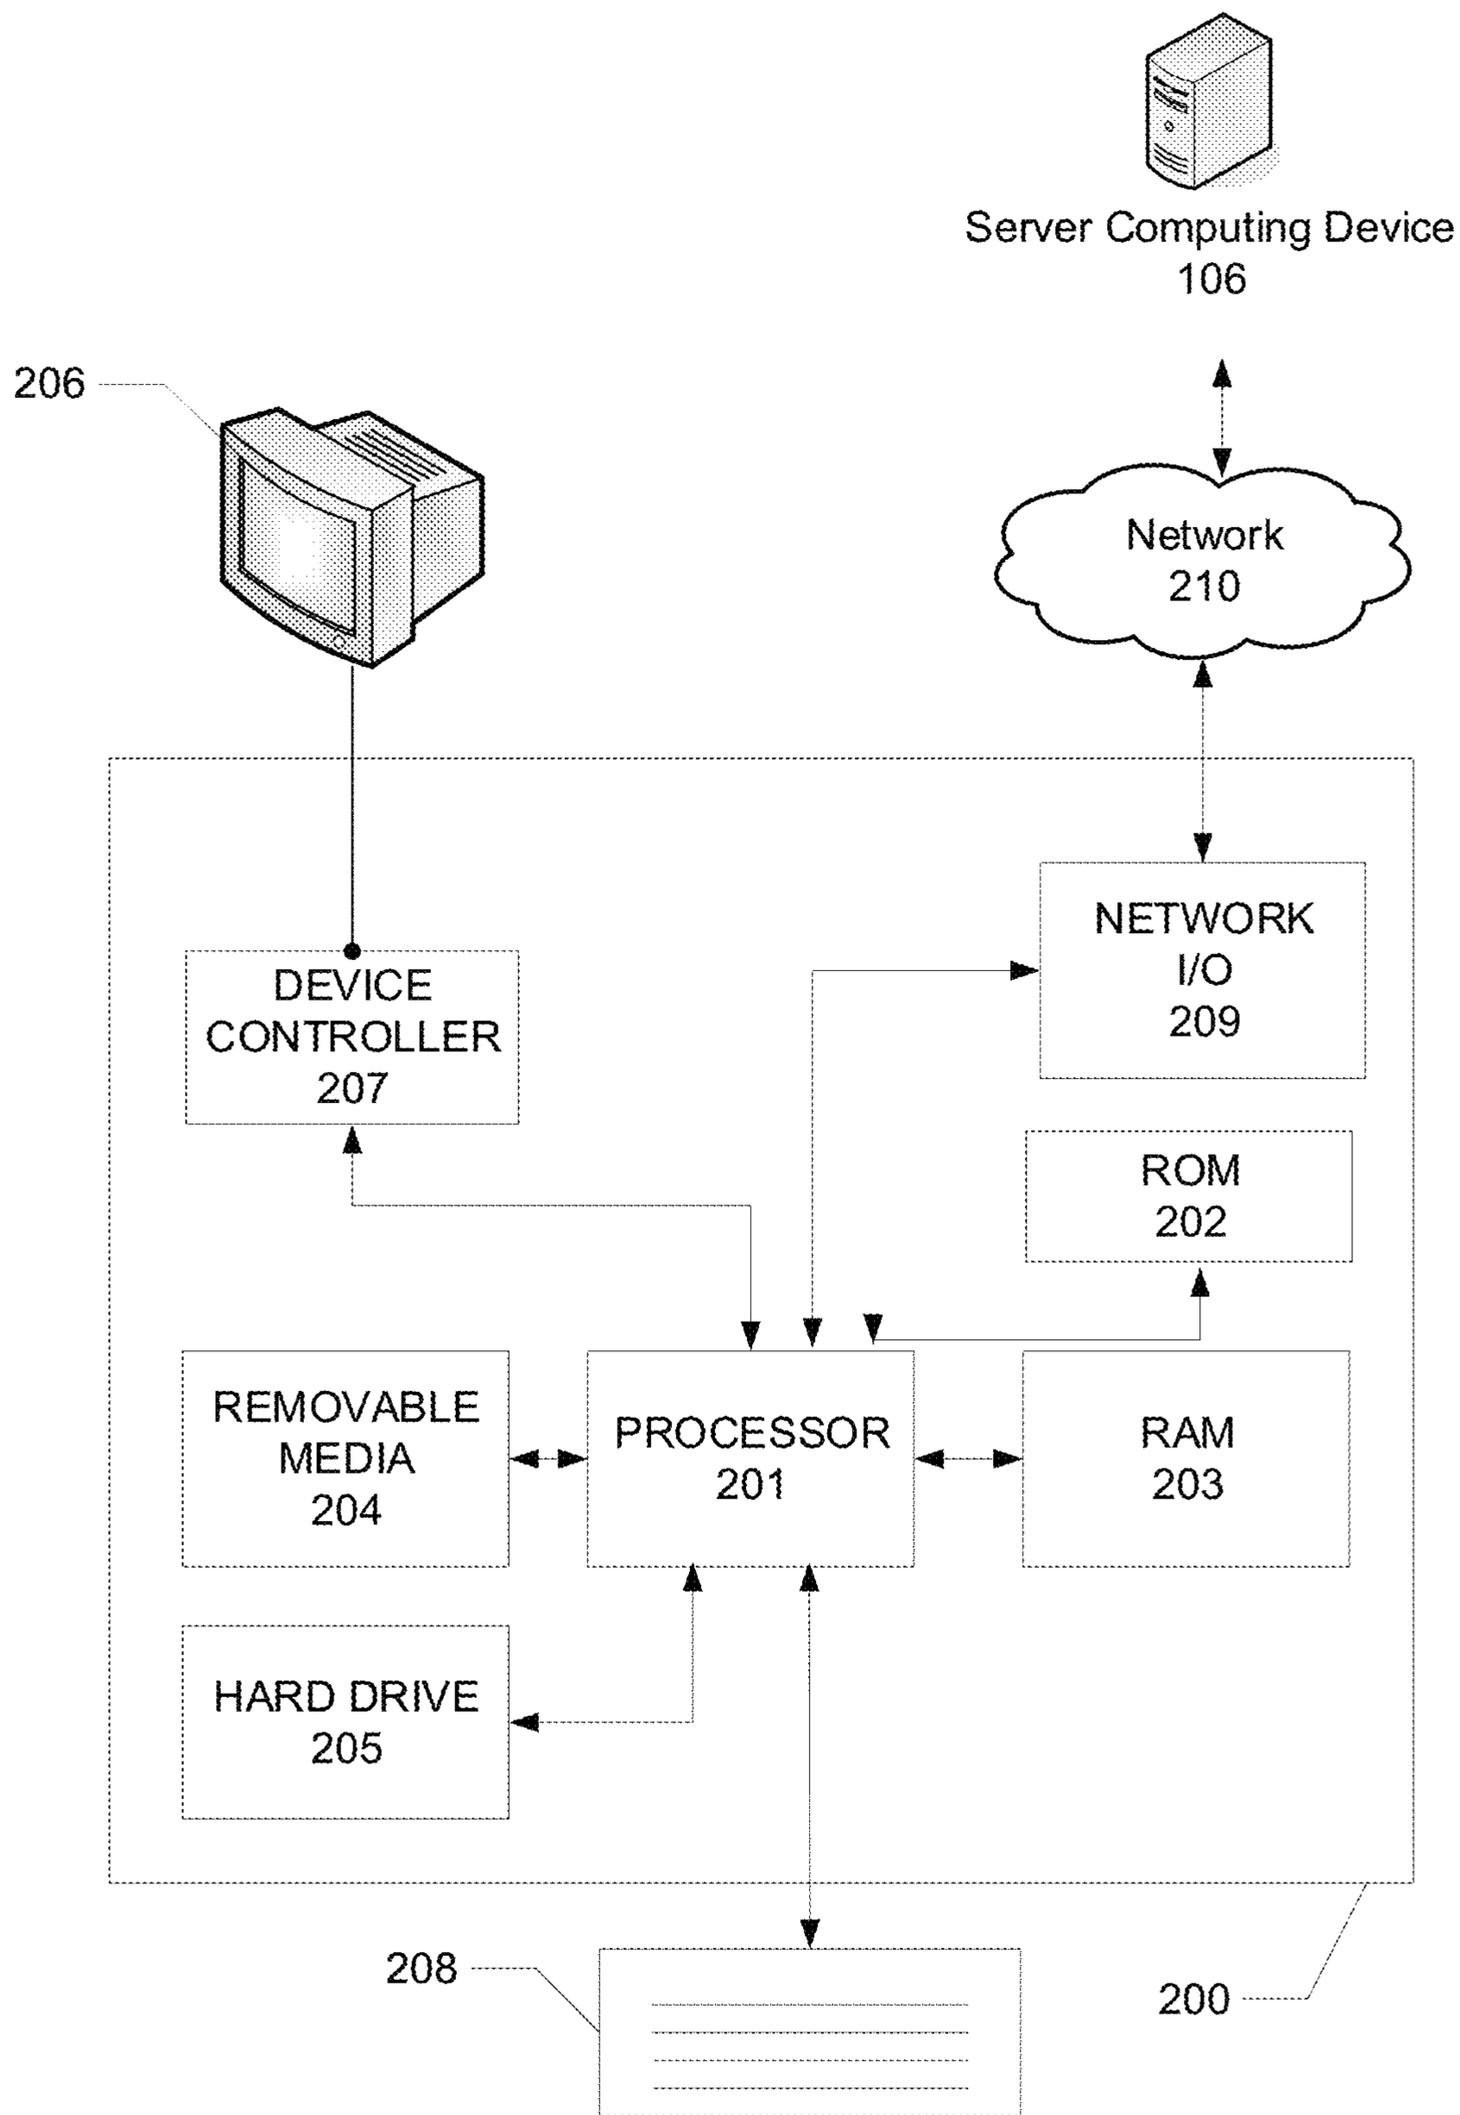 Server Computing Device
106
206
Network
210
NETWORK
I/O
209
DEVICE
CONTROLLER
207
ROM
202
REMOVABLE
MEDIA
204
PROCESSOR
201
RAM
203
HARD DRIVE
205
208
200